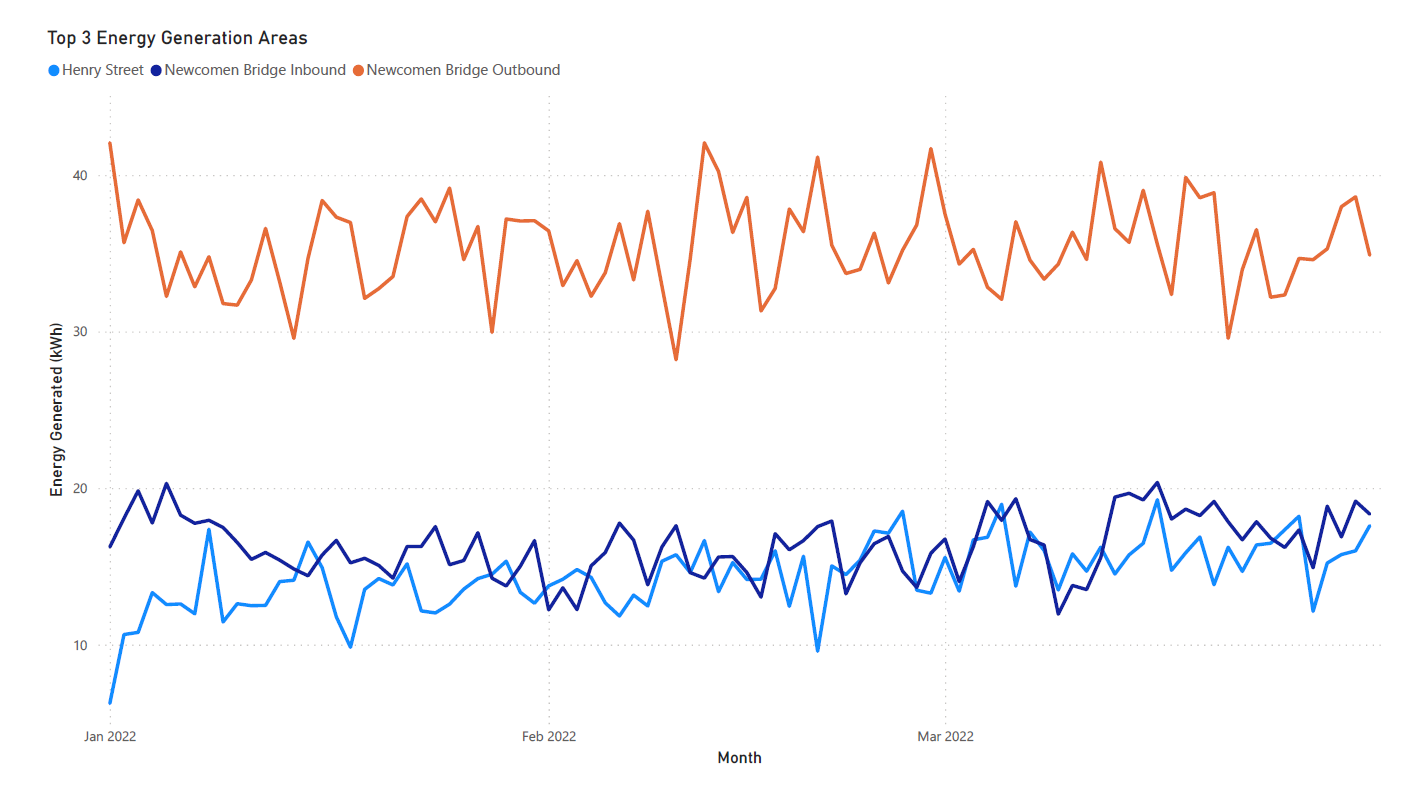 Top 3 Energy Generation Areas
Henry Street Newcomen Bridge Inbound Newcomen Bridge Outbound
40
30
20
10
Energy Generated (kWh)
Jan 2022 Feb 2022 Mar 2022
Month